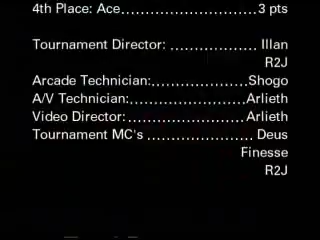 4th Place: Ace...........................3 pts
Tournament Director: .................. Illan
R2J
Arcade Technician:...................Shogo
A/V Technician:.......................Arlieth
Video Director: .......................Arlieth
Tournament MC's ...................... Deus
Finesse
R2J